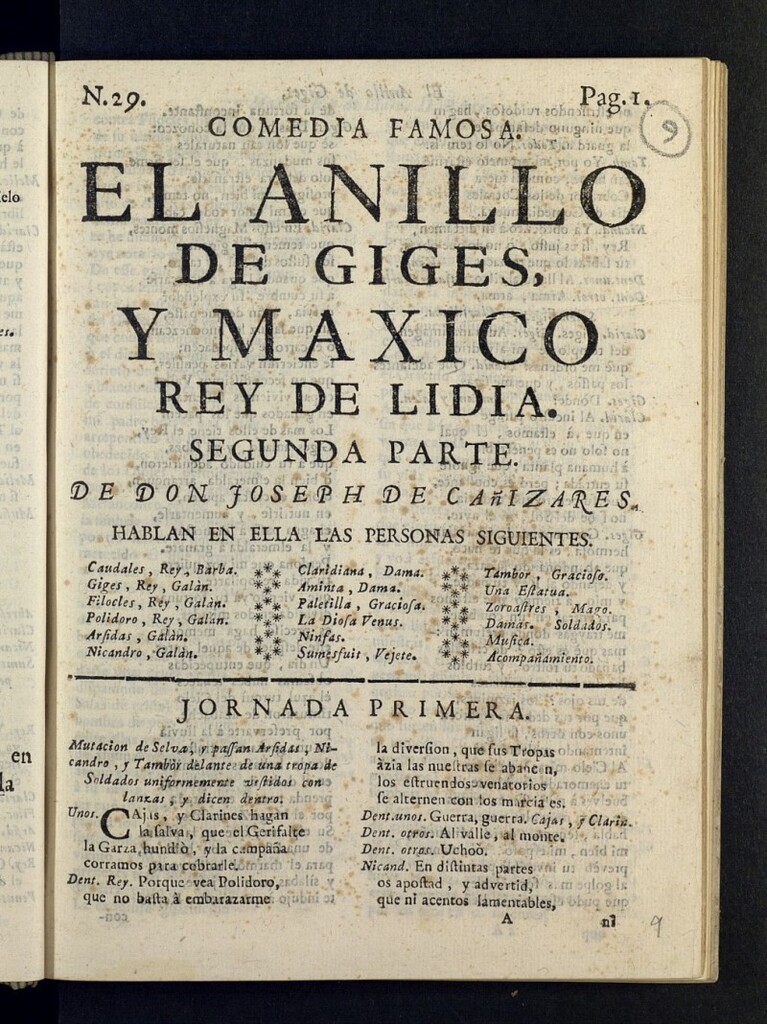 N.29.
Pag.1.
9
COMEDIA FAMOSA.
EL ANILLO
DE GIGES,
Y MAXICO
REY DE LIDIA.
SEGUNDA PARTE.
DE DON JOSEPH DE CAñIZARES.
HABLAN EN ELLA LAS PERSONAS SIGUIENTES.
Caudales, Rey, Barba.
Giges, Rey, Galàn.
Filocles, Rey, Galàn.
Polidoro, Rey, Galàn.
Arsidas, Galàn.
Nicandro, Galàn.
Claridiana, Dama.
Aminta, Dama.
Paletilla, Graciosa.
La Diosa Venus.
Ninfas.
Sumesfuit, Vejete.
Tambor, Gracioso.
Una Estatua.
Zoroastres, Mago.
Damas. Soldados.
Musica.
Acompañamiento.
JORNADA PRIMERA.
Mutacion de Selva, y passan Arsidas, Ni-
candro, y Tambor delante de una tropa de
Soldados uniformemente vestidos con
lanzas, y dicen dentro.
Unos. CAjas, y Clarines hagan
la salva, que el Gerifalte
la Garza hundiò, y la campaña
corramos para cobrarle.
Dent. Rey. Porque vea Polidoro,
que no basta à embarazarme
la diversion, que sus Tropas
àzia las nuestras se abancen,
los estruendos venatorios
se alternen con los marciales.
Dent. unos. Guerra, guerra. Cajas, y Clarin.
Dent. otros. Al valle, al monte.
Dent. otros. Uchoò.
Nicand. En distintas partes
os apostad, y advertid,
que ni acentos lamentables,
A
ni
9
elo
es.
en
la